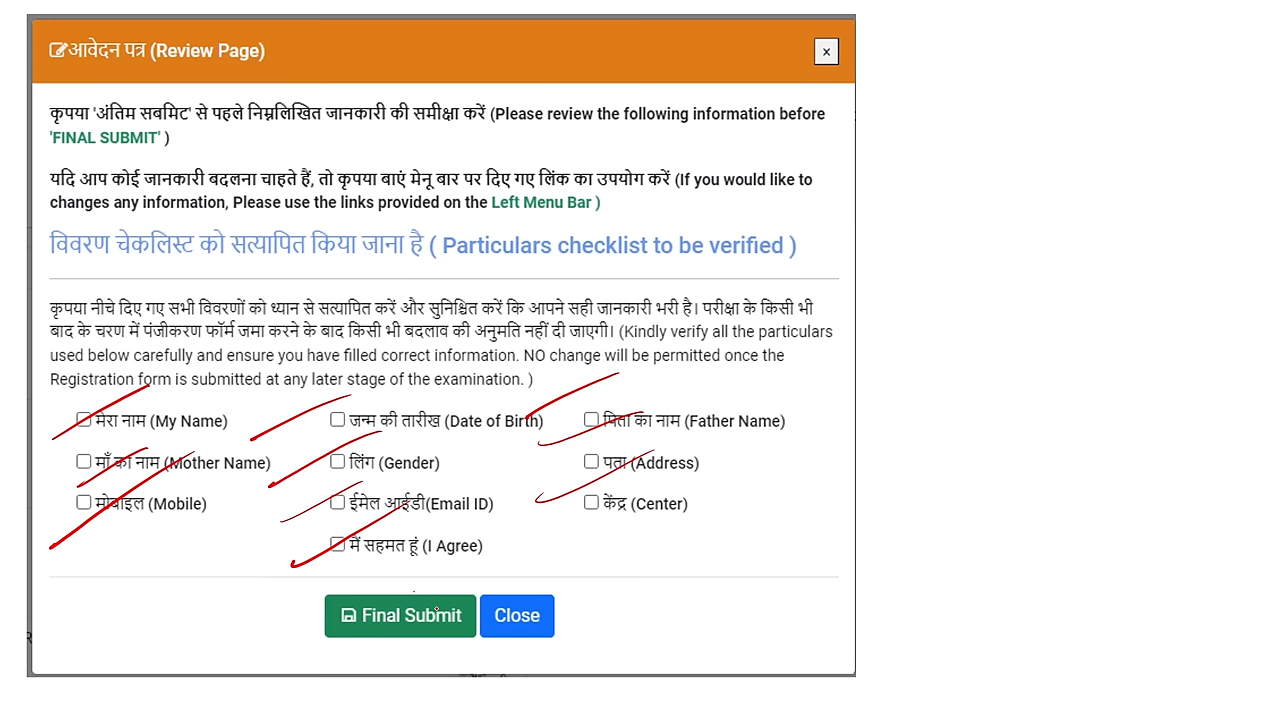 आवेदन पत्र (Review Page)
x
कृपया 'अंतिम सबमिट' से पहले निम्नलिखित जानकारी की समीक्षा करें (Please review the following information before
'FINAL SUBMIT' )
यदि आप कोई जानकारी बदलना चाहते हैं, तो कृपया बाएं मेनू बार पर दिए गए लिंक का उपयोग करें (If you would like to
changes any information, Please use the links provided on the Left Menu Bar )
विवरण चेकलिस्ट को सत्यापित किया जाना है ( Particulars checklist to be verified )
कृपया नीचे दिए गए सभी विवरणों को ध्यान से सत्यापित करें और सुनिश्चित करें कि आपने सही जानकारी भरी है। परीक्षा के किसी भी
बाद के चरण में पंजीकरण फॉर्म जमा करने के बाद किसी भी बदलाव की अनुमति नहीं दी जाएगी। (Kindly verify all the particulars
used below carefully and ensure you have filled correct information. NO change will be permitted once the
Registration form is submitted at any later stage of the examination. )
मेरा नाम (My Name) जन्म की तारीख (Date of Birth) पिता का नाम (Father Name)
माँ का नाम (Mother Name) लिंग (Gender) पता (Address)
मोबाइल (Mobile) ईमेल आईडी(Email ID) केंद्र (Center)
में सहमत हूं (I Agree)
Final Submit Close